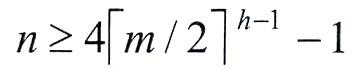 n ≥ 4⌈m / 2⌉^{h−1} − 1